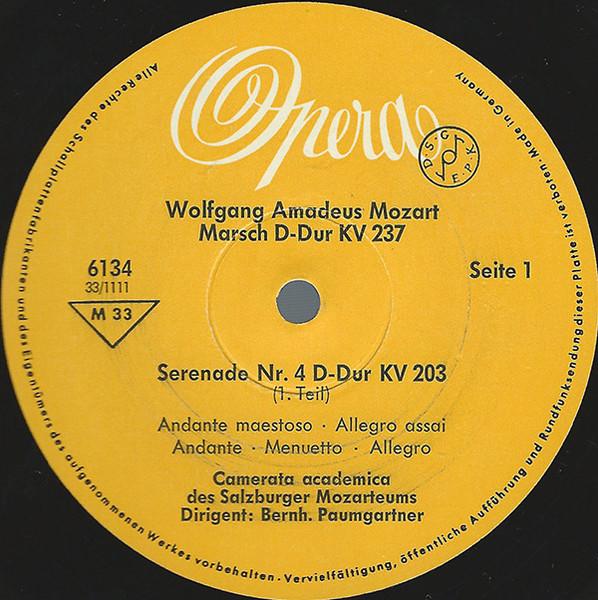 Opera
D.S.G.
E.P.K
Wolfgang Amadeus Mozart
Marsch D-Dur KV 237
6134
33/1111
M 33
Seite 1
Serenade Nr. 4 D-Dur KV 203
(1. Teil)
Andante maestoso · Allegro assai
Andante · Menuetto · Allegro
Camerata academica
des Salzburger Mozarteums
Dirigent: Bernh. Paumgartner
Alle Rechte des Schallplattenfabrikanten und des Eigentümers des aufgenommenen Werkes vorbehalten · Vervielfältigung, öffentliche Aufführung und Rundfunksendung dieser Platte ist verboten. Made in Germany